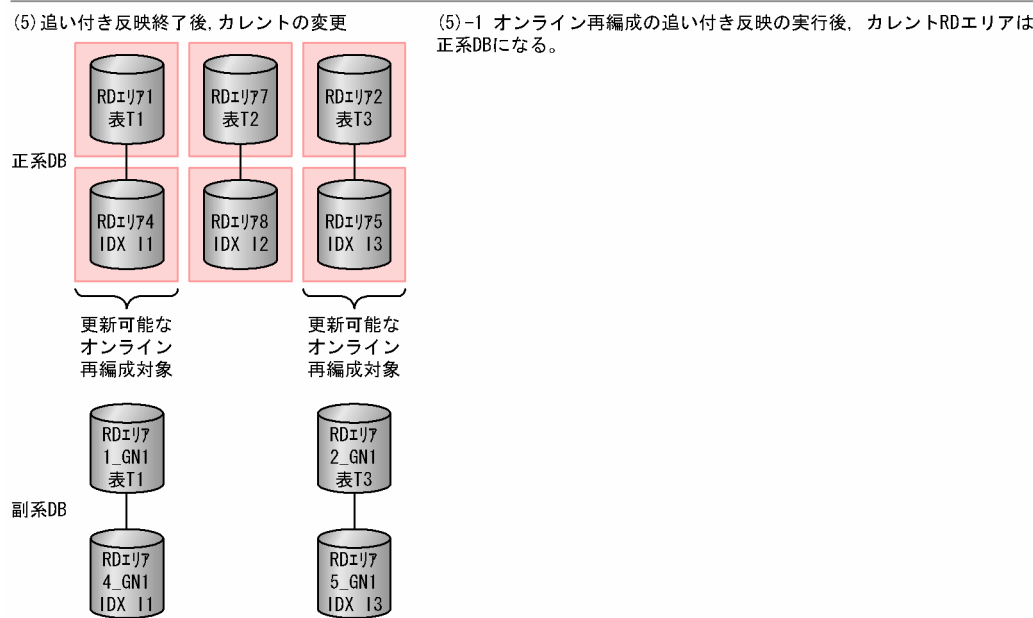 (5)追い付き反映終了後,カレントの変更
(5)-1 オンライン再編成の追い付き反映の実行後, カレントRDエリアは
正系DBになる。
RDｴﾘｱ1
表T1
RDｴﾘｱ7
表T2
RDｴﾘｱ2
表T3
正系DB
RDｴﾘｱ4
IDX I1
RDｴﾘｱ8
IDX I2
RDｴﾘｱ5
IDX I3
更新可能な
オンライン
再編成対象
更新可能な
オンライン
再編成対象
RDｴﾘｱ
1_GN1
表T1
RDｴﾘｱ
2_GN1
表T3
副系DB
RDｴﾘｱ
4_GN1
IDX I1
RDｴﾘｱ
5_GN1
IDX I3